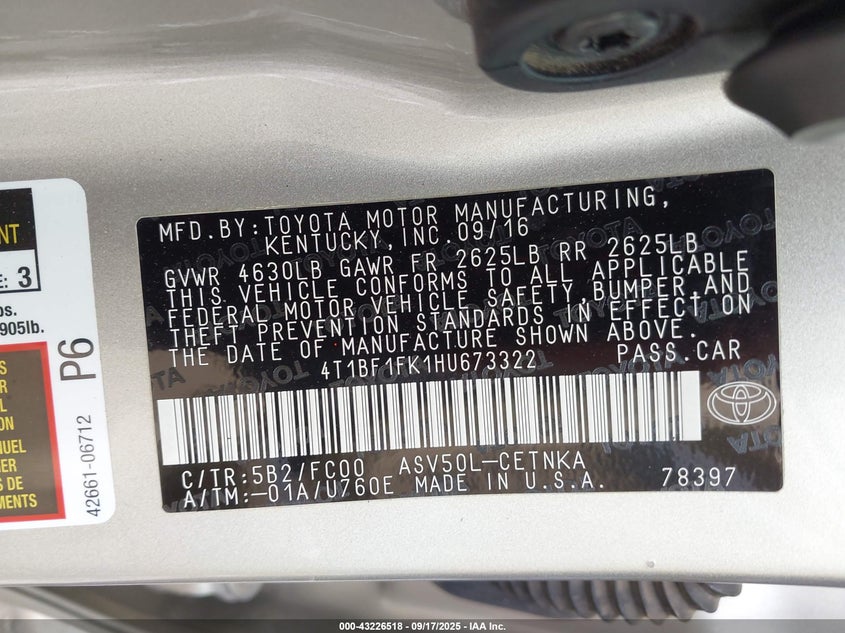 MFD.BY:TOYOTA MOTOR MANUFACTURING,
KENTUCKY,INC. 09/16
GVWR 4630LB GAWR FR 2625LB RR 2625LB
THIS VEHICLE CONFORMS TO ALL APPLICABLE
FEDERAL MOTOR VEHICLE SAFETY,BUMPER,AND
THEFT PREVENTION STANDARDS IN EFFECT ON
THE DATE OF MANUFACTURE SHOWN ABOVE.
4T1BF1FK1HU673322 PASS.CAR
C/TR:5B2/FC00 ASV50L-CETNKA
A/TM:-01A/U760E MADE IN U.S.A. 78397
E: 3
905lb.
P6
42661-06712
000-43226518 - 09/17/2025 - IAA Inc.